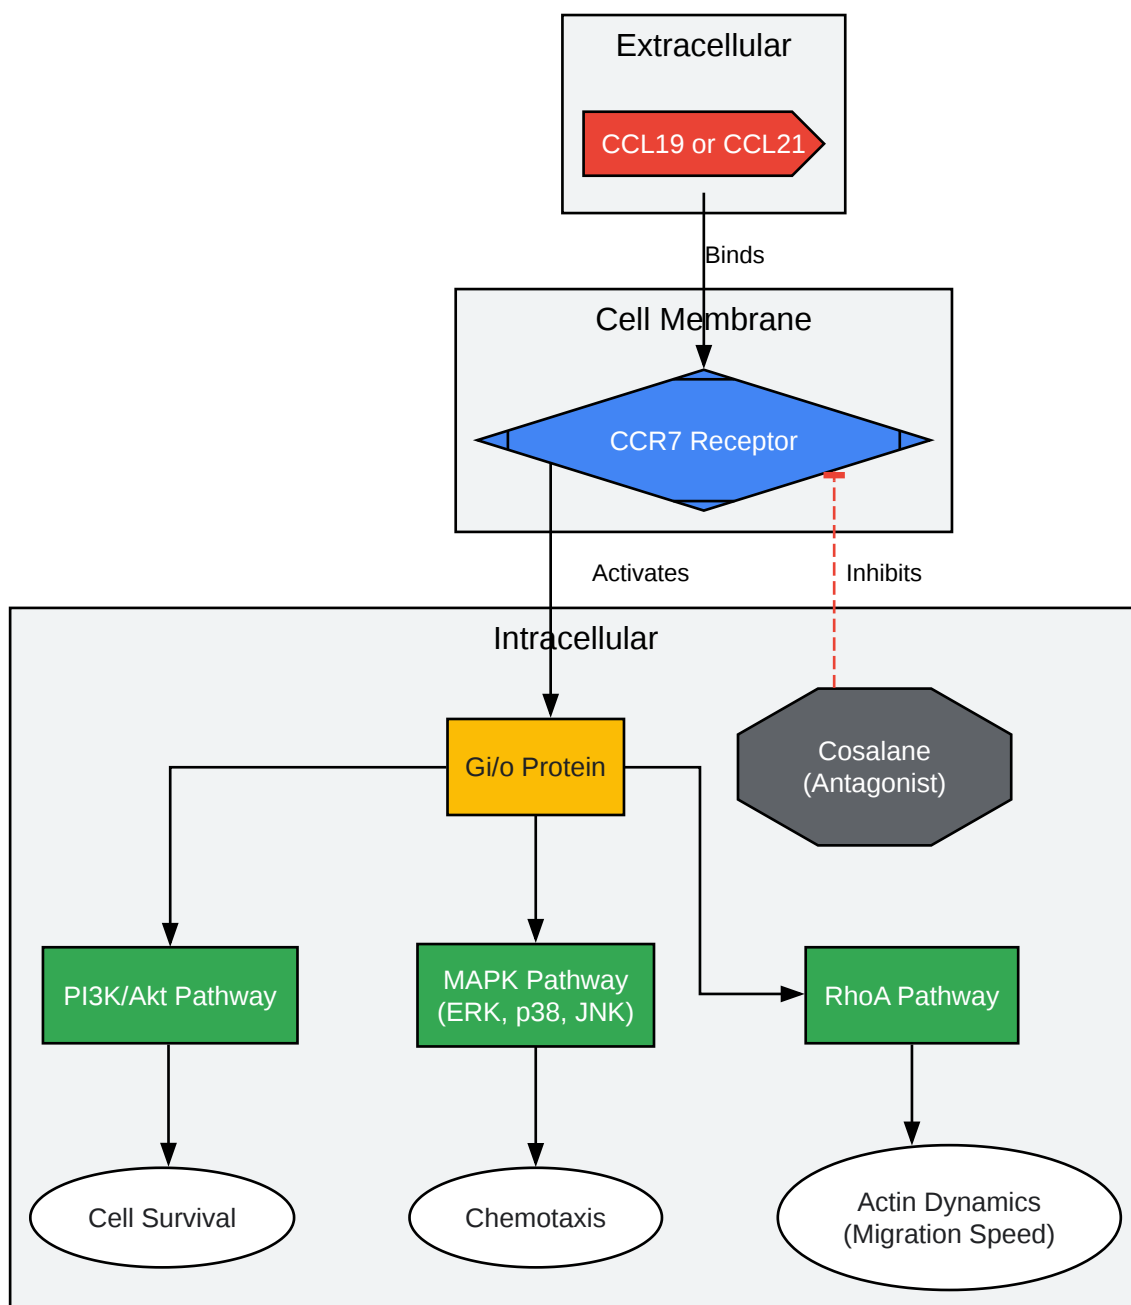 Extracellular
CCL19 or CCL21
Binds
Cell Membrane
CCR7 Receptor
Activates
Inhibits
Intracellular
Gi/o Protein
Cosalane
(Antagonist)
PI3K/Akt Pathway
MAPK Pathway
(ERK, p38, JNK)
RhoA Pathway
Cell Survival
Chemotaxis
Actin Dynamics
(Migration Speed)